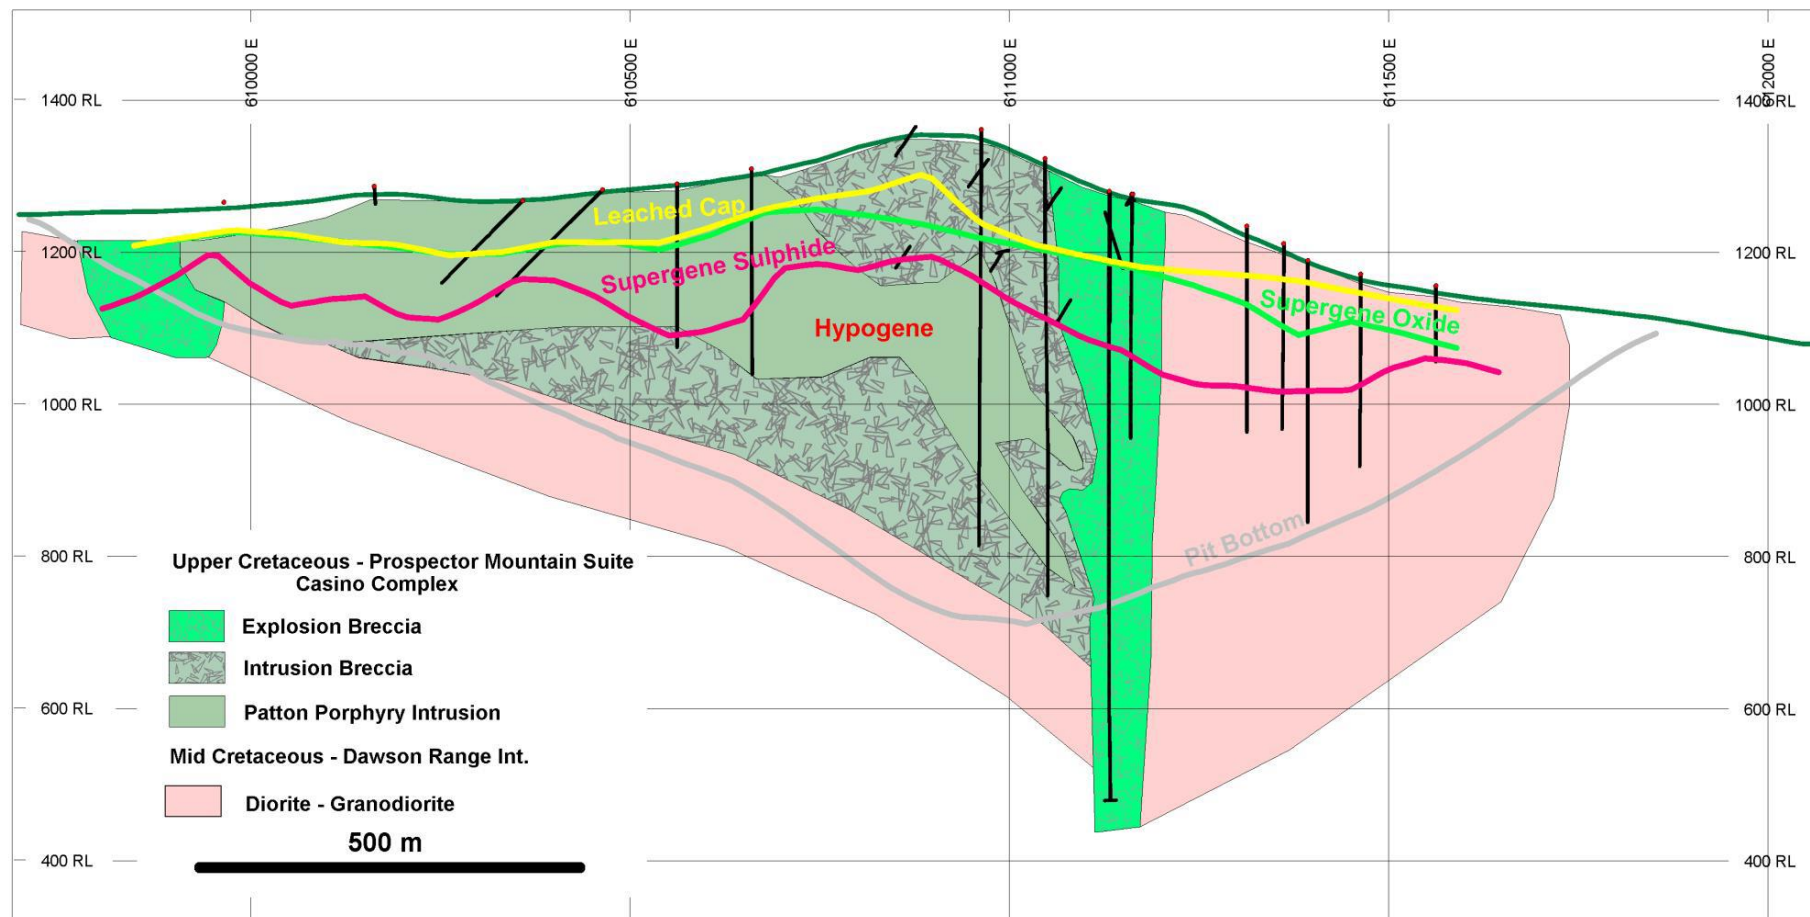 610000 E
610500 E
611000 E
611500 E
612000 E
1400 RL
1400 RL
Leached Cap
1200 RL
Supergene Sulphide
1200 RL
Supergene Oxide
Hypogene
1000 RL
1000 RL
Pit Bottom
800 RL
Upper Cretaceous - Prospector Mountain Suite
Casino Complex
Explosion Breccia
Intrusion Breccia
600 RL
600 RL
Patton Porphyry Intrusion
Mid Cretaceous - Dawson Range Int.
Diorite - Granodiorite
500 m
400 RL
400 RL
800 RL